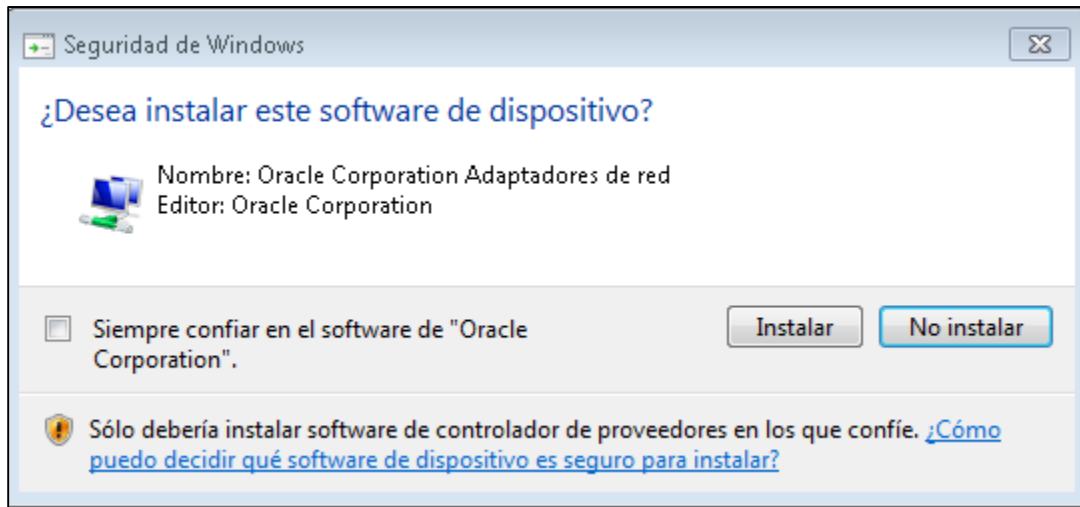 Seguridad de Windows
¿Desea instalar este software de dispositivo?
Nombre: Oracle Corporation Adaptadores de red
Editor: Oracle Corporation
Siempre confiar en el software de "Oracle
Corporation".
Instalar
No instalar
Sólo debería instalar software de controlador de proveedores en los que confíe. ¿Cómo
puedo decidir qué software de dispositivo es seguro para instalar?